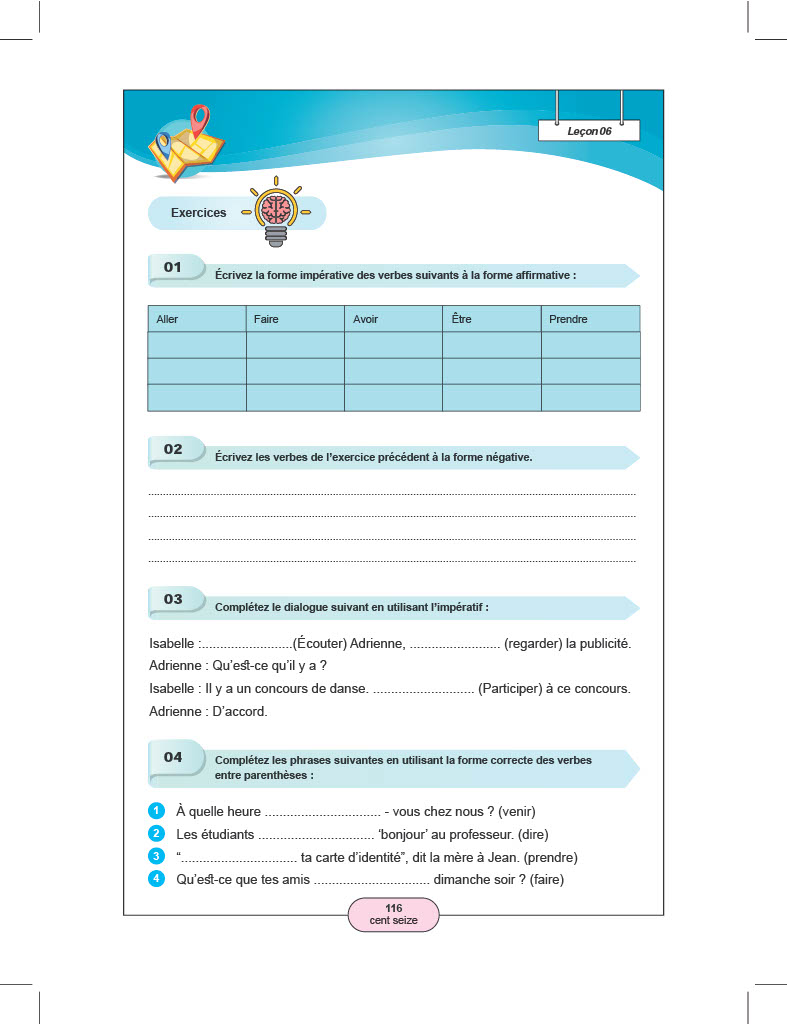 Leçon 06
Exercices
01
Écrivez la forme impérative des verbes suivants à la forme affirmative :
Aller Faire Avoir Être Prendre
02
Écrivez les verbes de l’exercice précédent à la forme négative.
....................................................................................................
....................................................................................................
....................................................................................................
....................................................................................................
03
Complétez le dialogue suivant en utilisant l’impératif :
Isabelle :.........................(Écouter) Adrienne, ......................... (regarder) la publicité.
Adrienne : Qu’est-ce qu’il y a ?
Isabelle : Il y a un concours de danse. ............................ (Participer) à ce concours.
Adrienne : D’accord.
04
Complétez les phrases suivantes en utilisant la forme correcte des verbes
entre parenthèses :
1 À quelle heure ................................ - vous chez nous ? (venir)
2 Les étudiants ................................ ‘bonjour’ au professeur. (dire)
3 “................................ ta carte d’identité”, dit la mère à Jean. (prendre)
4 Qu’est-ce que tes amis ................................ dimanche soir ? (faire)
116
cent seize